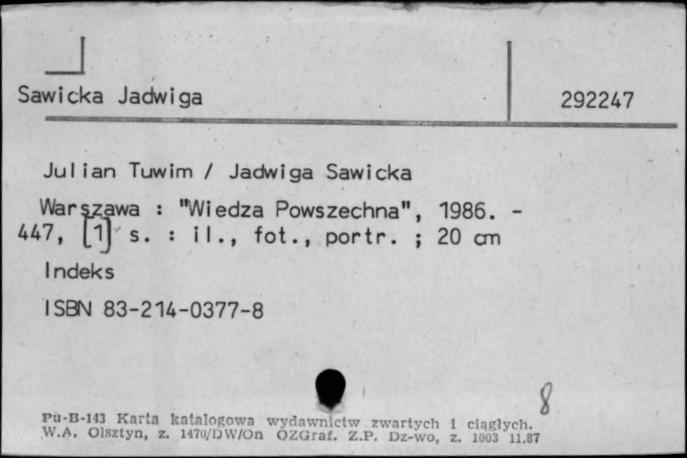 Sawicka Jadwiga 292247
Julian Tuwim / Jadwiga Sawicka
Warszawa : "Wiedza Powszechna", 1986. -
447, [1] s. : il., fot., portr. ; 20 cm
Indeks
ISBN 83-214-0377-8
8
Pu-B-143 Karta katalogowa wydawnictw zwartych i ciągłych.
W.A. Olsztyn, z. 1470/DW/On OZGraf. Z.P. Dz-wo, z. 1003 11.87